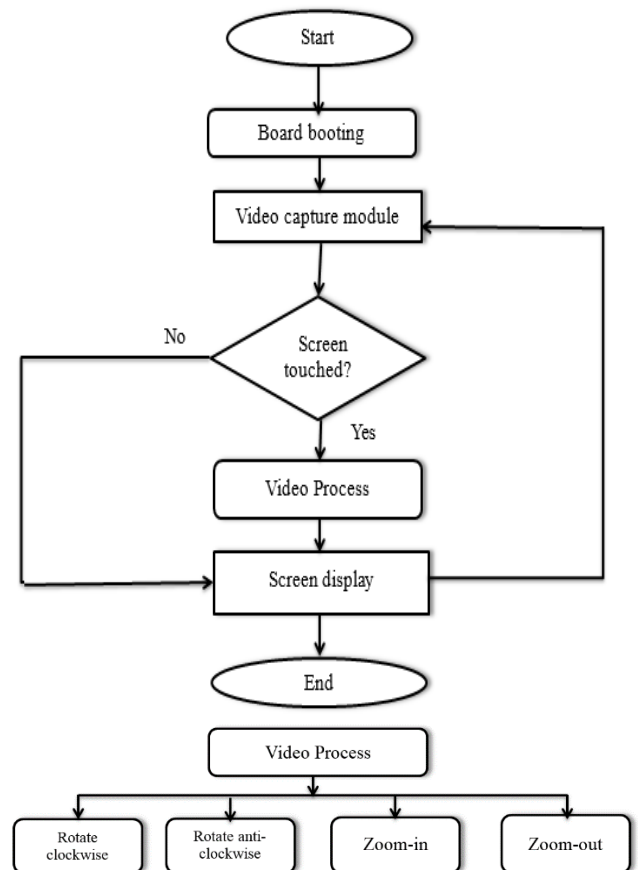 Start
Board booting
Video capture module
No
Screen
touched?
Yes
Video Process
Screen display
End
Video Process
Rotate
clockwise
Rotate anti-
clockwise
Zoom-in
Zoom-out